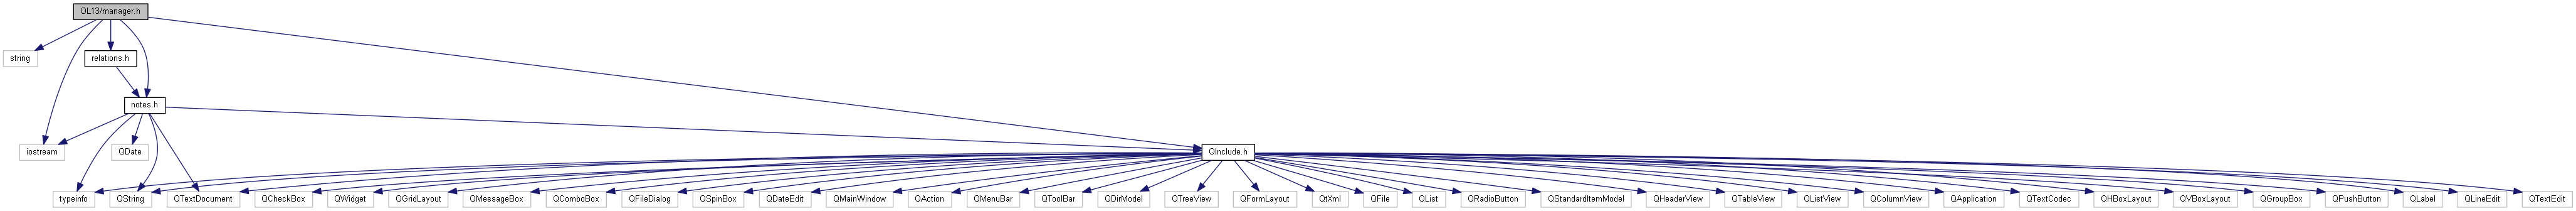 OL13/manager.h
string
relations.h
notes.h
iostream
QDate
QInclude.h
typeinfo
QString
QTextDocument
QCheckBox
QWidget
QGridLayout
QMessageBox
QComboBox
QFileDialog
QSpinBox
QDateEdit
QMainWindow
QAction
QMenuBar
QToolBar
QDirModel
QTreeView
QFormLayout
QtXml
QFile
QList
QRadioButton
QStandardItemModel
QHeaderView
QTableView
QListView
QColumnView
QApplication
QTextCodec
QHBoxLayout
QVBoxLayout
QGroupBox
QPushButton
QLabel
QLineEdit
QTextEdit